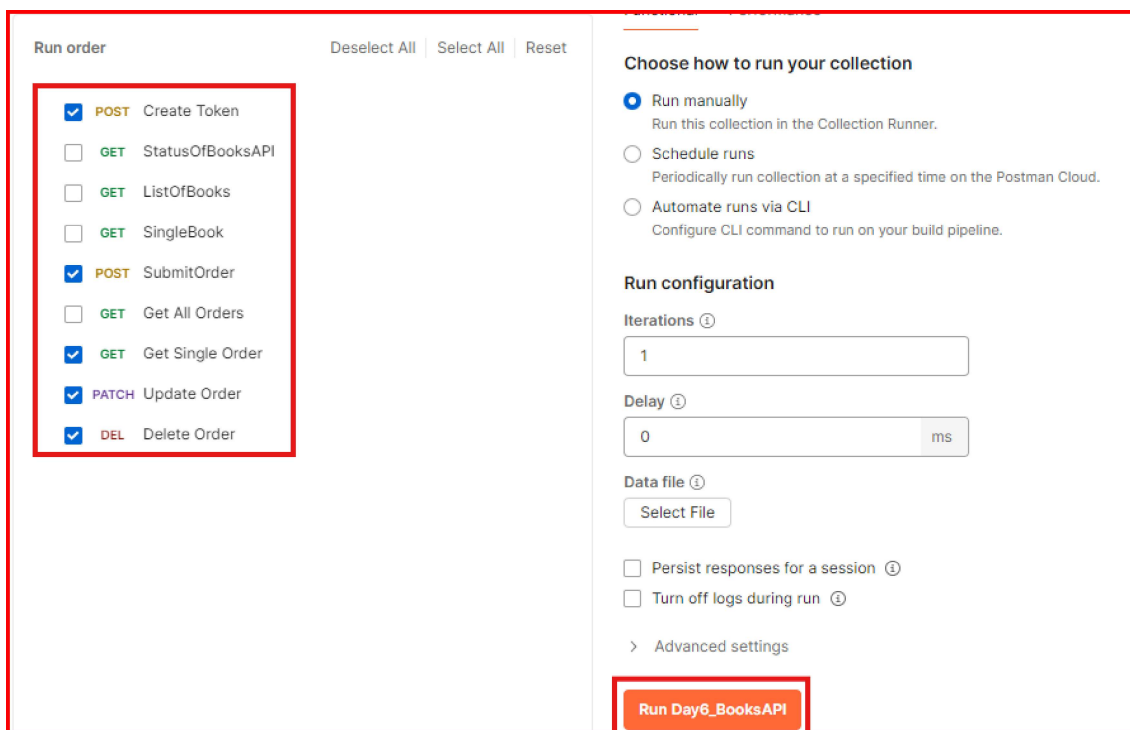 Functional Performance
Run order
Deselect All Select All Reset
POST Create Token
GET StatusOfBooksAPI
GET ListOfBooks
GET SingleBook
POST SubmitOrder
GET Get All Orders
GET Get Single Order
PATCH Update Order
DEL Delete Order
Choose how to run your collection
Run manually
Run this collection in the Collection Runner.
Schedule runs
Periodically run collection at a specified time on the Postman Cloud.
Automate runs via CLI
Configure CLI command to run on your build pipeline.
Run configuration
Iterations
1
Delay
0 ms
Data file
Select File
Persist responses for a session
Turn off logs during run
Advanced settings
Run Day6_BooksAPI